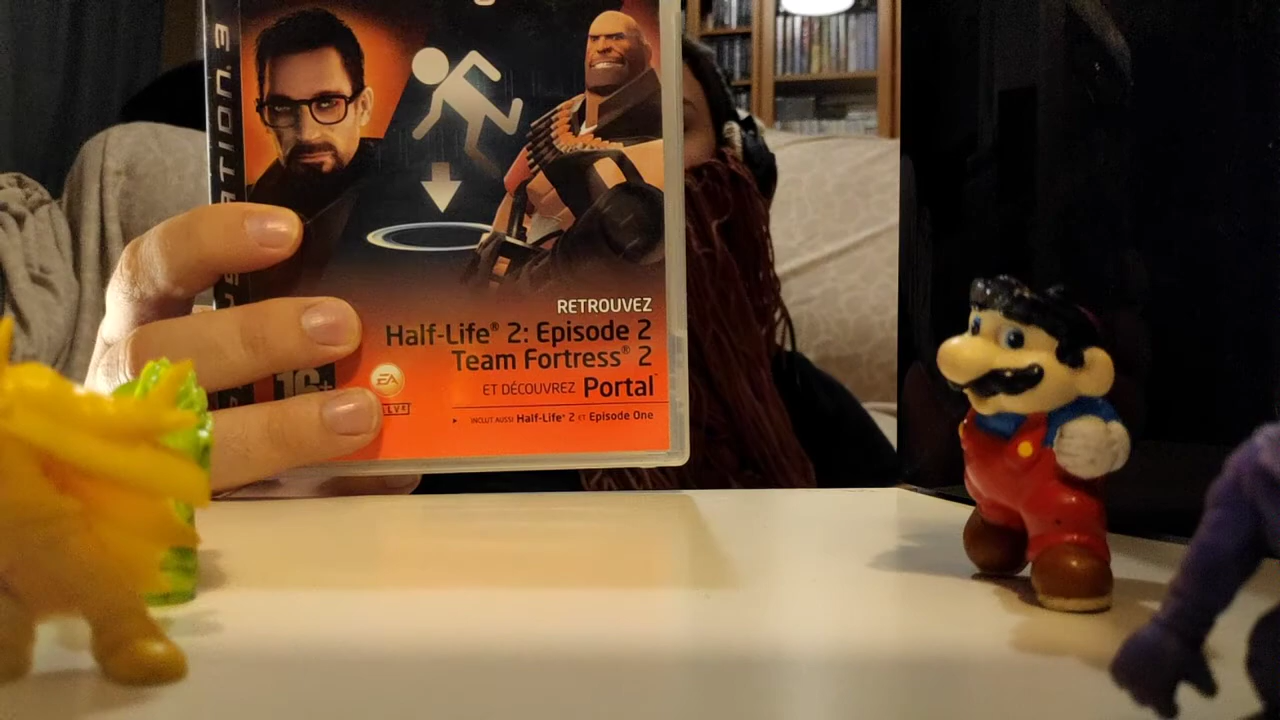 RETROUVEZ
Half-Life® 2: Episode 2
Team Fortress® 2
ET DÉCOUVREZ Portal™
INCLUT AUSSI Half-Life® 2 ET Episode One
EA
16+